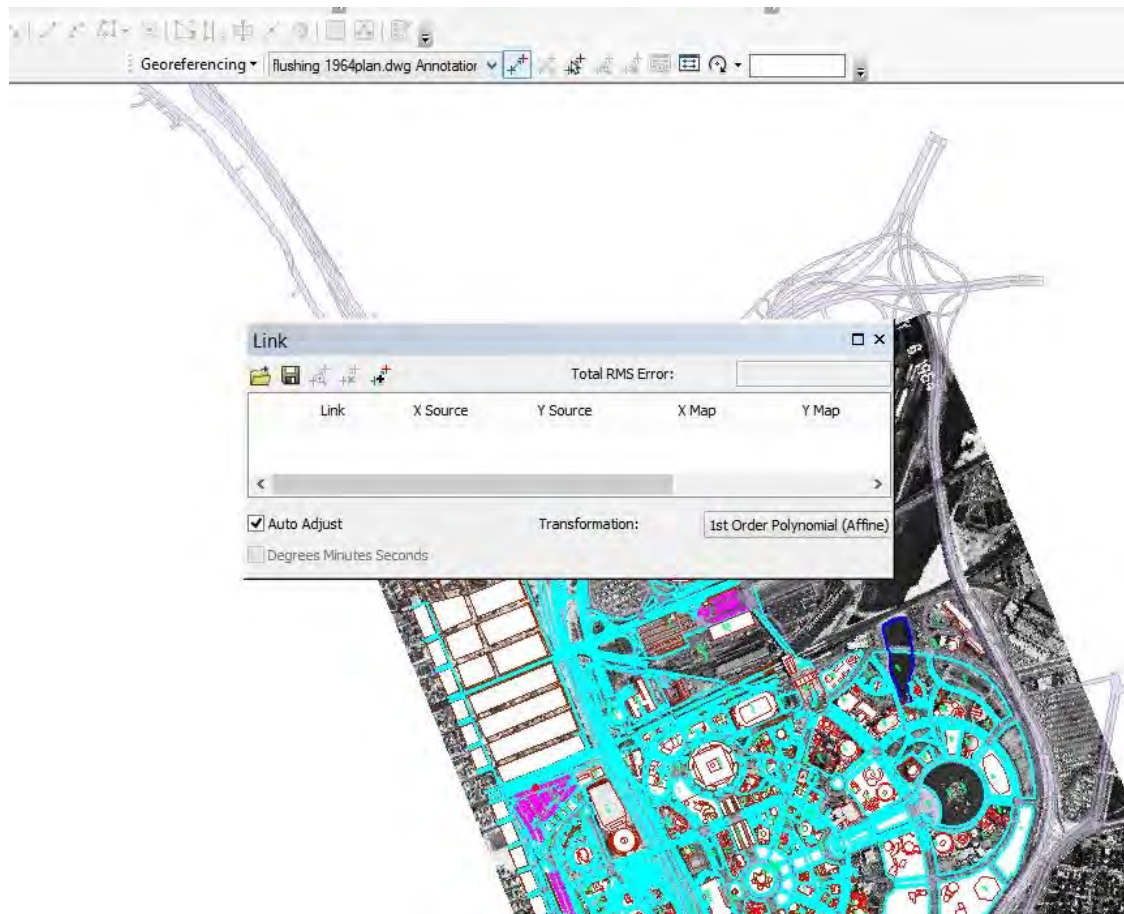 Georeferencing flushing 1964plan.dwg Annotation
Link
Total RMS Error:
Link X Source Y Source X Map Y Map
Auto Adjust Transformation: 1st Order Polynomial (Affine)
Degrees Minutes Seconds